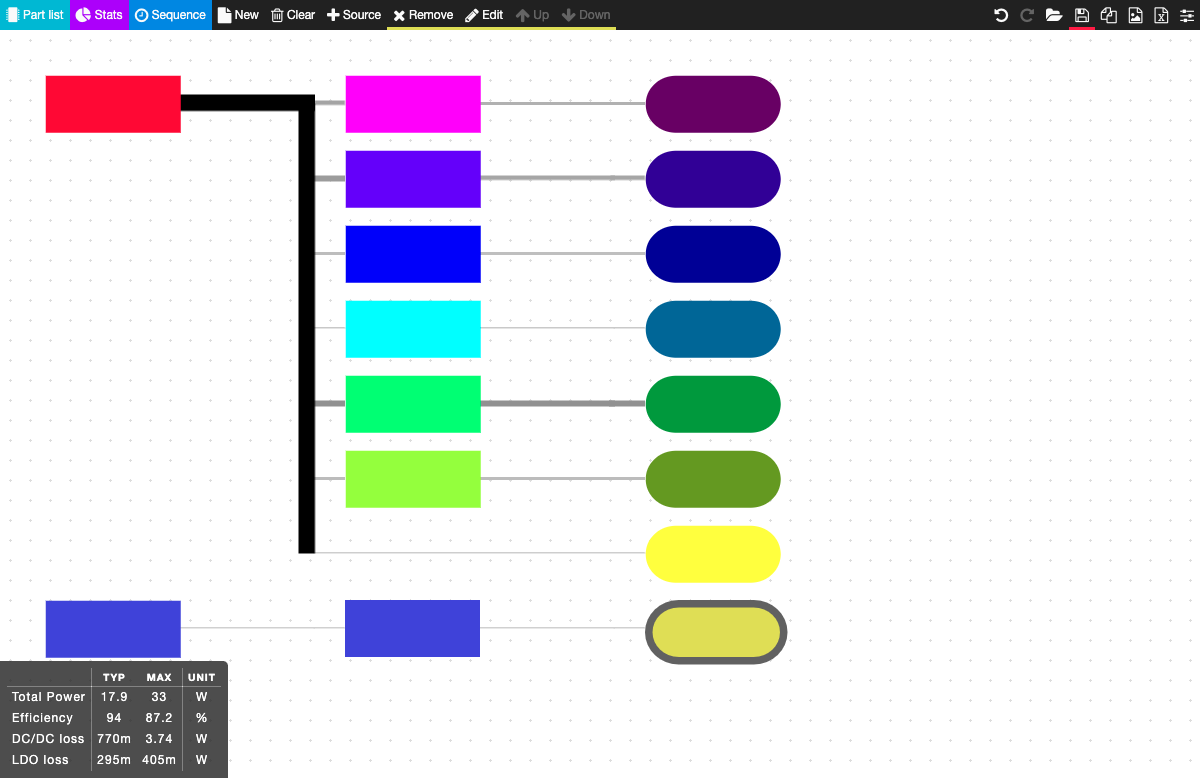 Part list Stats Sequence New Clear Source Remove Edit Up Down
TYP MAX UNIT
Total Power 17.9 33 W
Efficiency 94 87.2 %
DC/DC loss 770m 3.74 W
LDO loss 295m 405m W